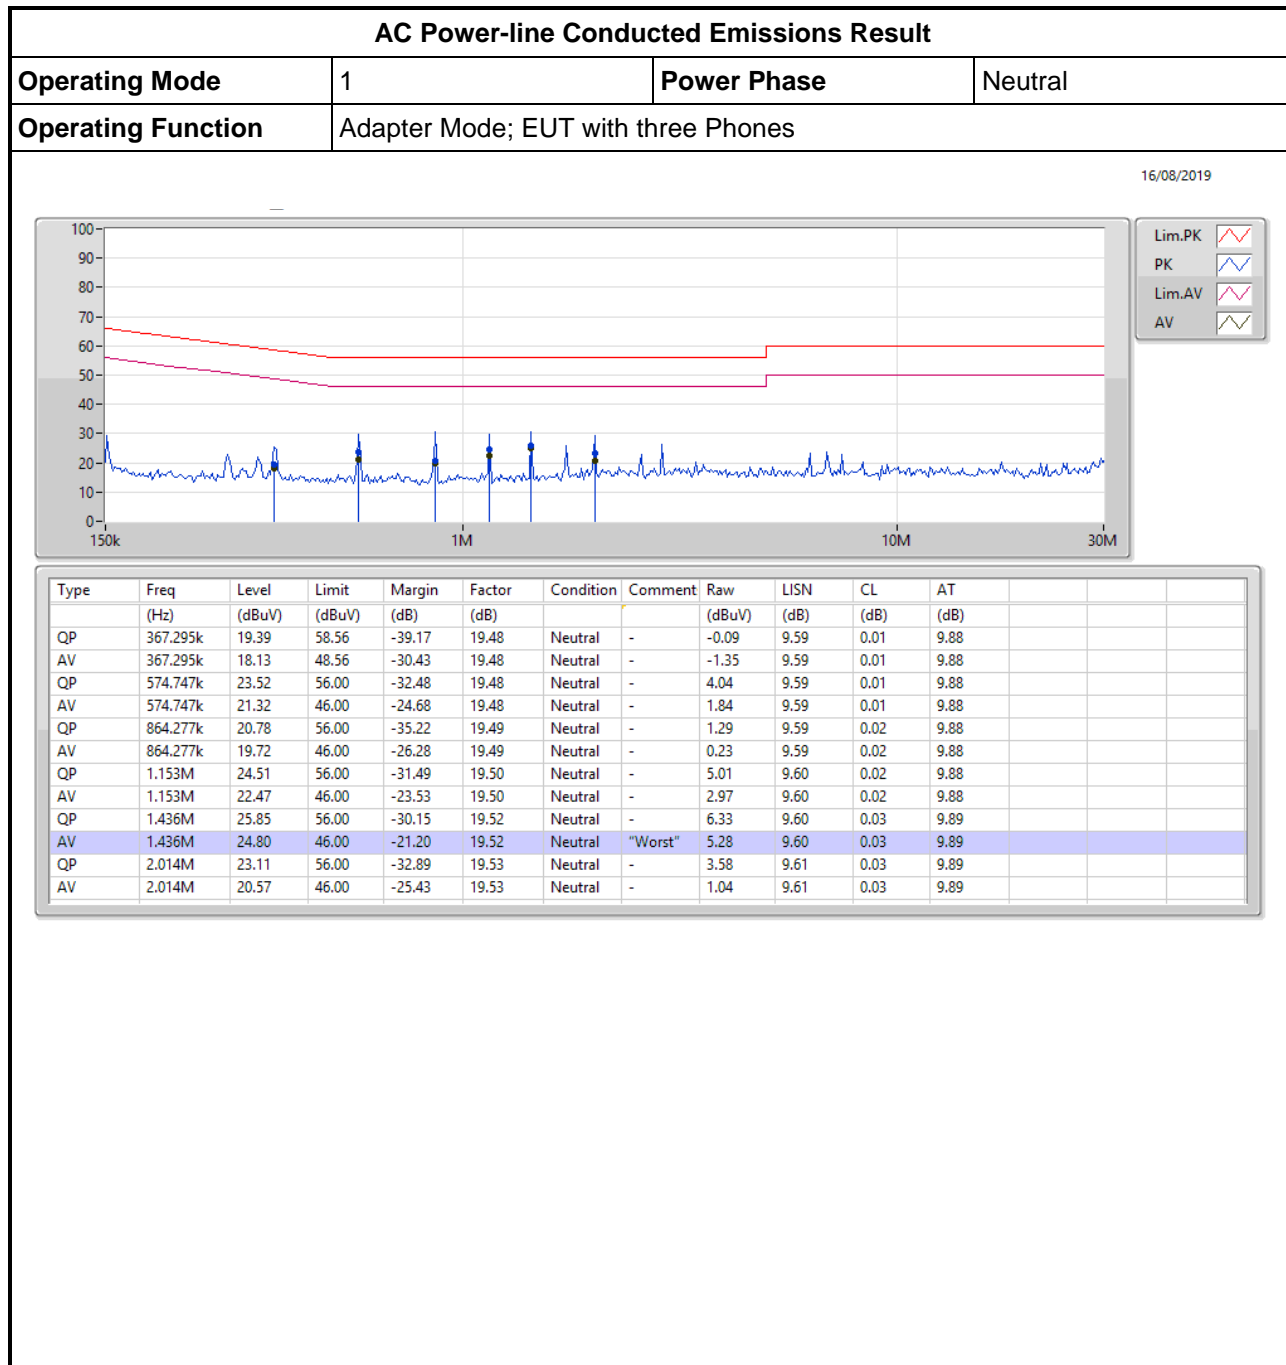 AC Power-line Conducted Emissions Result
Operating Mode 1 Power Phase Neutral
Operating Function Adapter Mode; EUT with three Phones
16/08/2019
100
90
80
70
60
50
40
30
20
10
0
150k 1M 10M 30M
Lim.PK
PK
Lim.AV
AV
Type Freq Level Limit Margin Factor Condition Comment Raw LISN CL AT
(Hz) (dBuV) (dBuV) (dB) (dB) (dBuV) (dB) (dB) (dB)
QP 367.295k 19.39 58.56 -39.17 19.48 Neutral - -0.09 9.59 0.01 9.88
AV 367.295k 18.13 48.56 -30.43 19.48 Neutral - -1.35 9.59 0.01 9.88
QP 574.747k 23.52 56.00 -32.48 19.48 Neutral - 4.04 9.59 0.01 9.88
AV 574.747k 21.32 46.00 -24.68 19.48 Neutral - 1.84 9.59 0.01 9.88
QP 864.277k 20.78 56.00 -35.22 19.49 Neutral - 1.29 9.59 0.02 9.88
AV 864.277k 19.72 46.00 -26.28 19.49 Neutral - 0.23 9.59 0.02 9.88
QP 1.153M 24.51 56.00 -31.49 19.50 Neutral - 5.01 9.60 0.02 9.88
AV 1.153M 22.47 46.00 -23.53 19.50 Neutral - 2.97 9.60 0.02 9.88
QP 1.436M 25.85 56.00 -30.15 19.52 Neutral - 6.33 9.60 0.03 9.89
AV 1.436M 24.80 46.00 -21.20 19.52 Neutral "Worst" 5.28 9.60 0.03 9.89
QP 2.014M 23.11 56.00 -32.89 19.53 Neutral - 3.58 9.61 0.03 9.89
AV 2.014M 20.57 46.00 -25.43 19.53 Neutral - 1.04 9.61 0.03 9.89